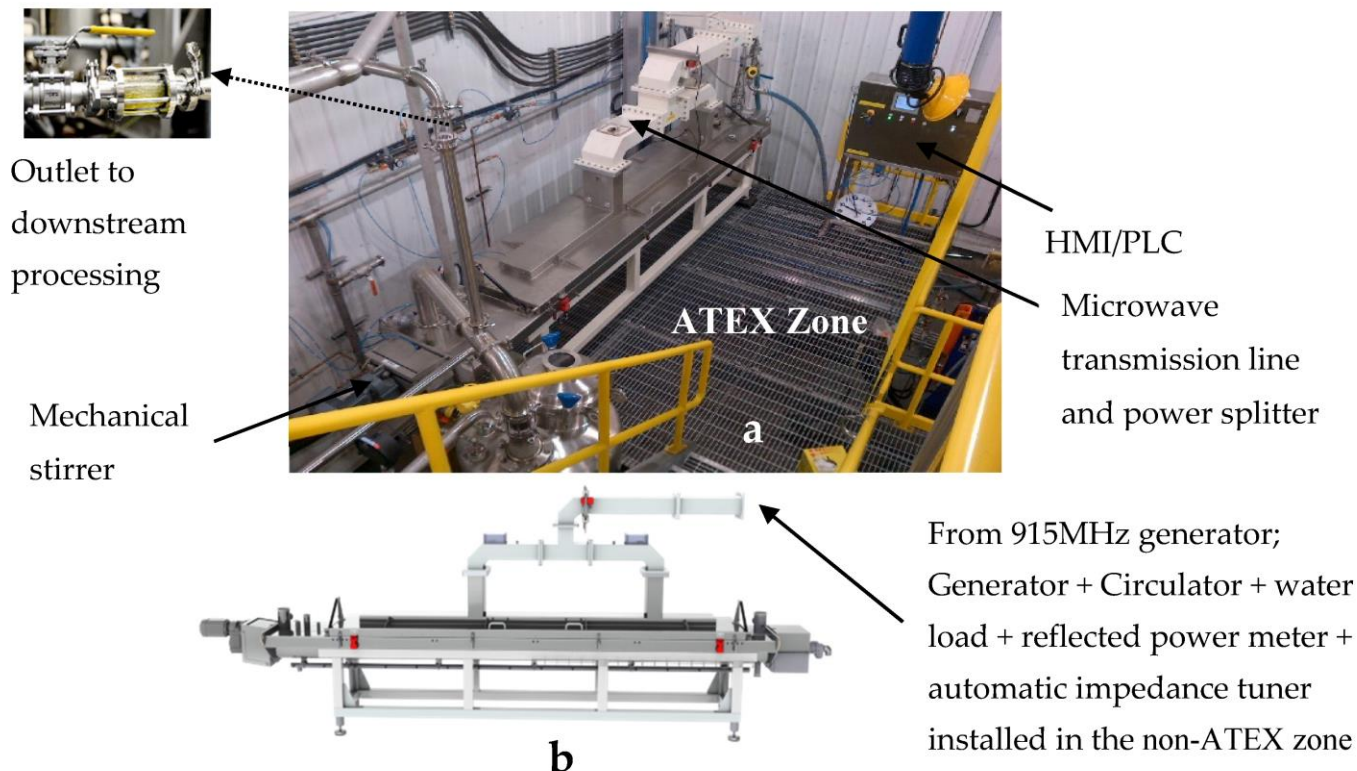 Outlet to
downstream
processing
HMI/PLC
Microwave
transmission line
and power splitter
ATEX Zone
Mechanical
stirrer
a
From 915MHz generator;
Generator + Circulator + water
load + reflected power meter +
automatic impedance tuner
installed in the non-ATEX zone
b